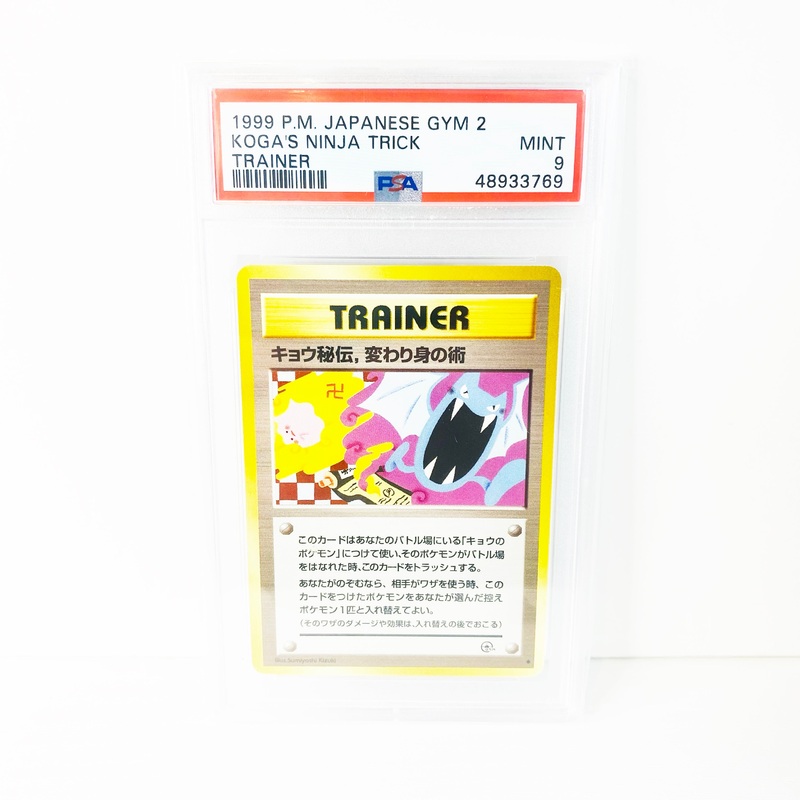 1999 P.M. JAPANESE GYM 2
KOGA'S NINJA TRICK MINT
TRAINER 9
PSA 48933769
TRAINER
キョウ秘伝,変わり身の術
卍
このカードはあなたのバトル場にいる「キョウの
ポケモン」につけて使い、そのポケモンがバトル場
をはなれた時、このカードをトラッシュする。
あなたがのぞむなら、相手がワザを使う時、この
カードをつけたポケモンをあなたが選んだ控え
ポケモン1匹と入れ替えてよい。
(そのワザのダメージや効果は、入れ替えの後でおこる)